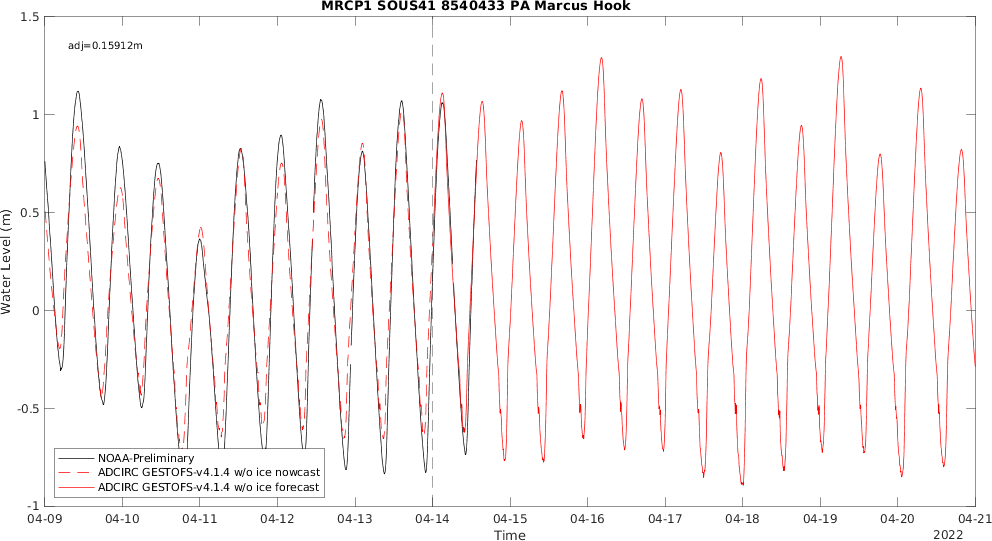 MRCP1 SOUS41 8540433 PA Marcus Hook
adj=0.15912m
1.5
1
0.5
0
-0.5
-1
Water Level (m)
NOAA-Preliminary
ADCIRC GESTOFS-v4.1.4 w/o ice nowcast
ADCIRC GESTOFS-v4.1.4 w/o ice forecast
04-09 04-10 04-11 04-12 04-13 04-14 04-15 04-16 04-17 04-18 04-19 04-20 04-21
Time
2022